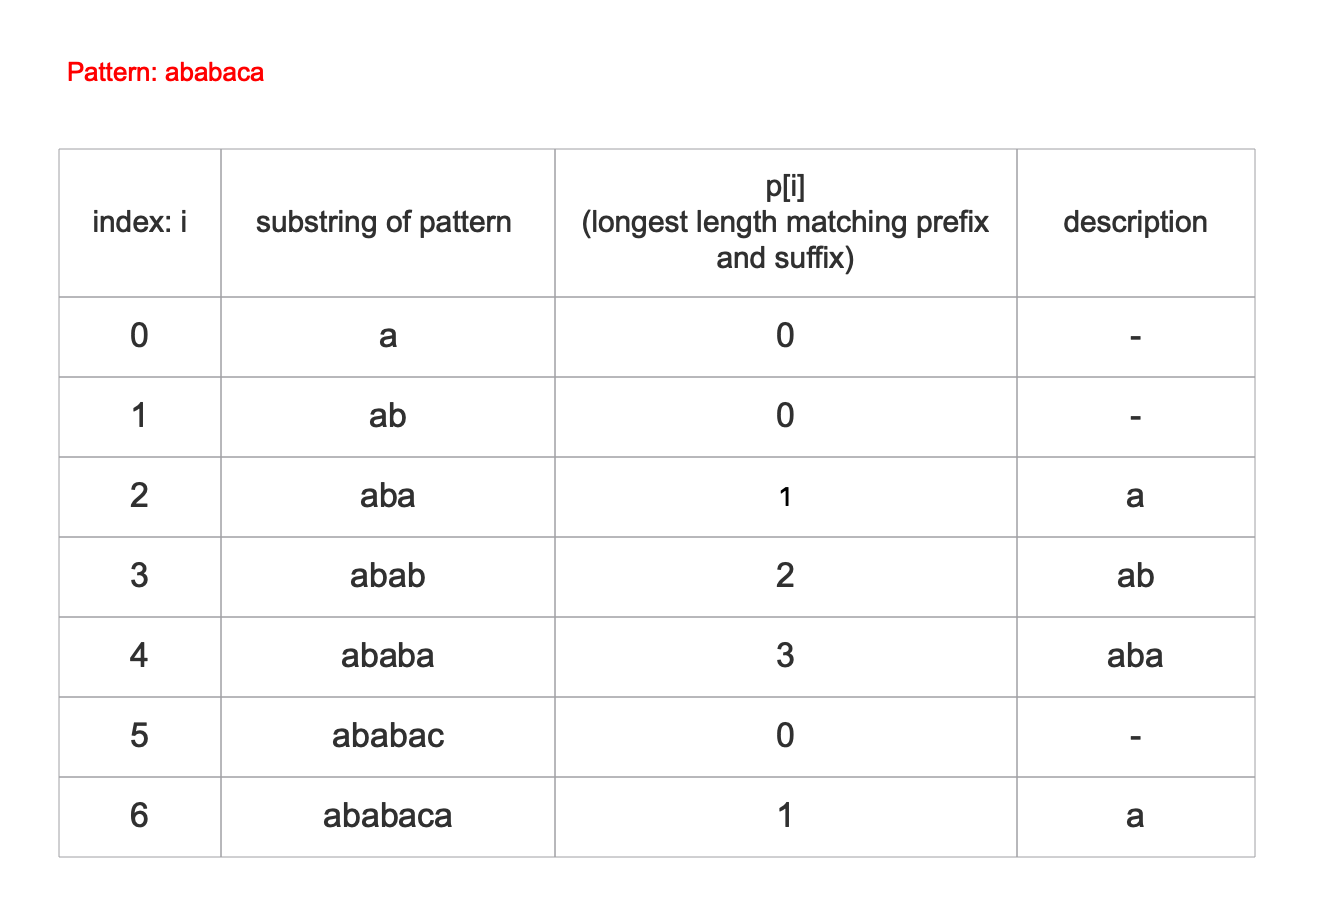 Pattern: ababaca
index: i
substring of pattern
p[i]
(longest length matching prefix
and suffix)
description
0 a 0 -
1 ab 0 -
2 aba 1 a
3 abab 2 ab
4 ababa 3 aba
5 ababac 0 -
6 ababaca 1 a